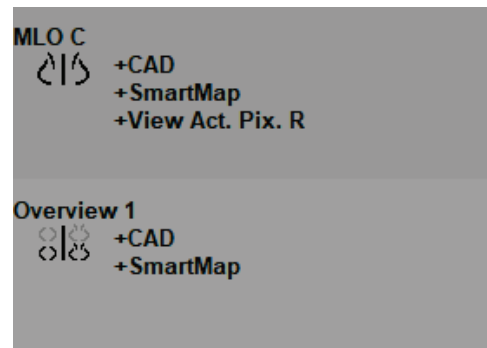 MLO C
+CAD
+SmartMap
+View Act. Pix. R
Overview 1
+CAD
+SmartMap